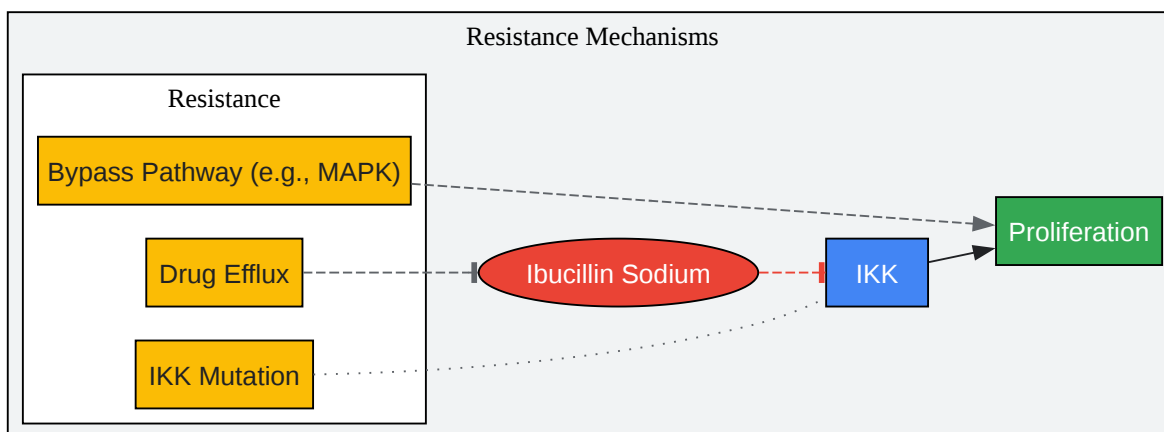 Resistance Mechanisms
Resistance
Bypass Pathway (e.g., MAPK)
Proliferation
Drug Efflux
Ibucillin Sodium
IKK
IKK Mutation